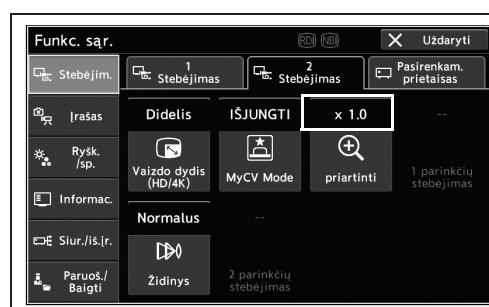 Funkc. sąr.
RDI NBI
Uždaryti
Stebėjim.
1
Stebėjimas
2
Stebėjimas
Pasirenkam.
prietaisas
Įrašas
Ryšk.
/sp.
Informac.
Siur./iš.įr.
Paruoš./
Baigti
Didelis
Vaizdo dydis
(HD/4K)
IŠJUNGTI
MyCV Mode
x 1.0
priartinti
--
1 parinkčių
stebėjimas
Normalus
Židinys
--
2 parinkčių
stebėjimas